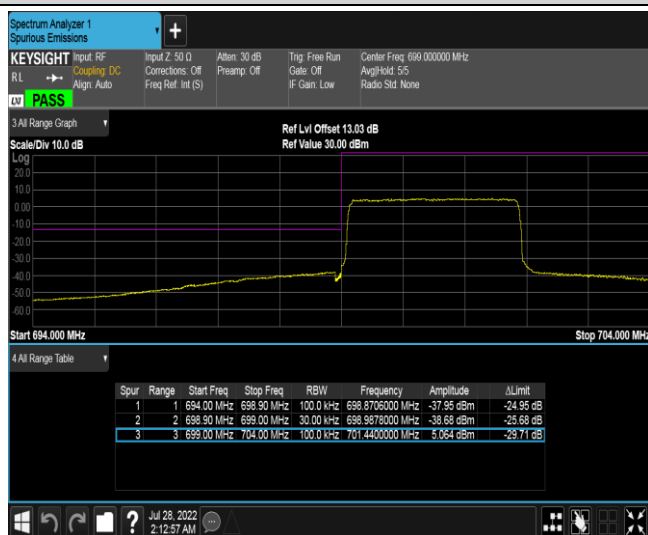 Spectrum Analyzer 1
Spurious Emissions
+
KEYSIGHT Input: RF Input Z: 50 Ω Atten: 30 dB Trig: Free Run Center Freq: 699.000000 MHz
RL Coupling: DC Corrections: Off Preamp: Off Gate: Off Avg|Hold: 5/5
Align: Auto Freq Ref: Int (S) IF Gain: Low Radio Std: None
LXI PASS
3 All Range Graph
Ref Lvl Offset 13.03 dB
Scale/Div 10.0 dB Ref Value 30.00 dBm
Log
20.0
10.0
0.00
-10.0
-20.0
-30.0
-40.0
-50.0
-60.0
Start 694.000 MHz Stop 704.000 MHz
4 All Range Table
Spur Range Start Freq Stop Freq RBW Frequency Amplitude ΔLimit
1 1 694.00 MHz 698.90 MHz 100.0 kHz 698.8706000 MHz -37.95 dBm -24.95 dB
2 2 698.90 MHz 699.00 MHz 30.00 kHz 698.9878000 MHz -38.68 dBm -25.68 dB
3 3 699.00 MHz 704.00 MHz 100.0 kHz 701.4400000 MHz 5.064 dBm -29.71 dB
? Jul 28, 2022
2:12:57 AM